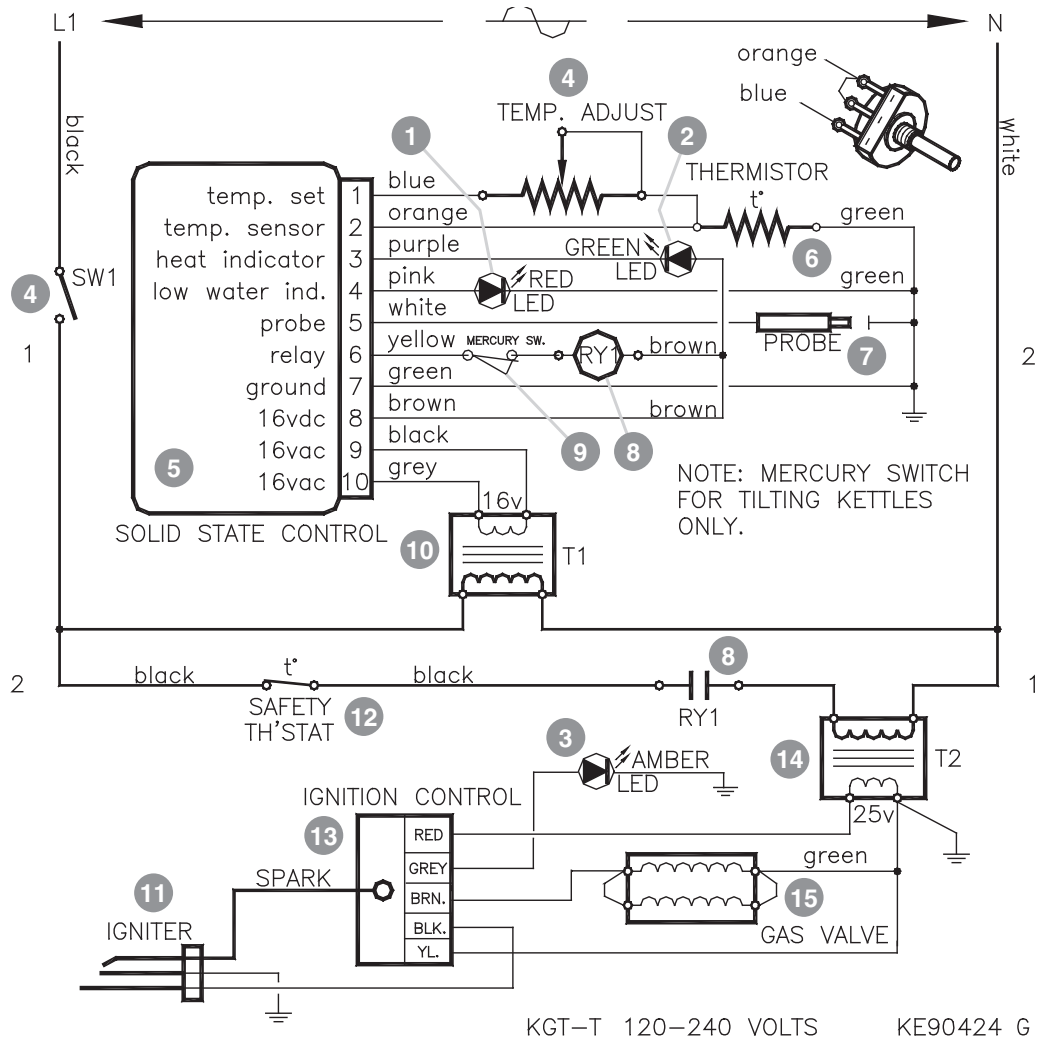 L1
N
orange
4
TEMP. ADJUST
blue
black
1
2
white
THERMISTOR
t°
blue
temp. set
1
orange
green
temp. sensor
2
purple
GREEN
LED
heat indicator
3
6
SW1
pink
RED
LED
green
4
low water ind.
4
white
probe
5
PROBE
7
1
yellow
MERCURY SW.
RY1
brown
2
relay
6
green
ground
7
brown
brown
16vdc
8
black
9
8
16vac
9
5
grey
16vac
10
NOTE: MERCURY SWITCH
FOR TILTING KETTLES
ONLY.
16v
SOLID STATE CONTROL
10
T1
2
black
t°
black
8
1
SAFETY
TH'STAT
12
RY1
3
AMBER
LED
14
T2
IGNITION CONTROL
25v
13
RED
GREY
green
SPARK
BRN.
15
11
BLK.
IGNITER
GAS VALVE
YL.
KGT-T 120-240 VOLTS
KE90424 G